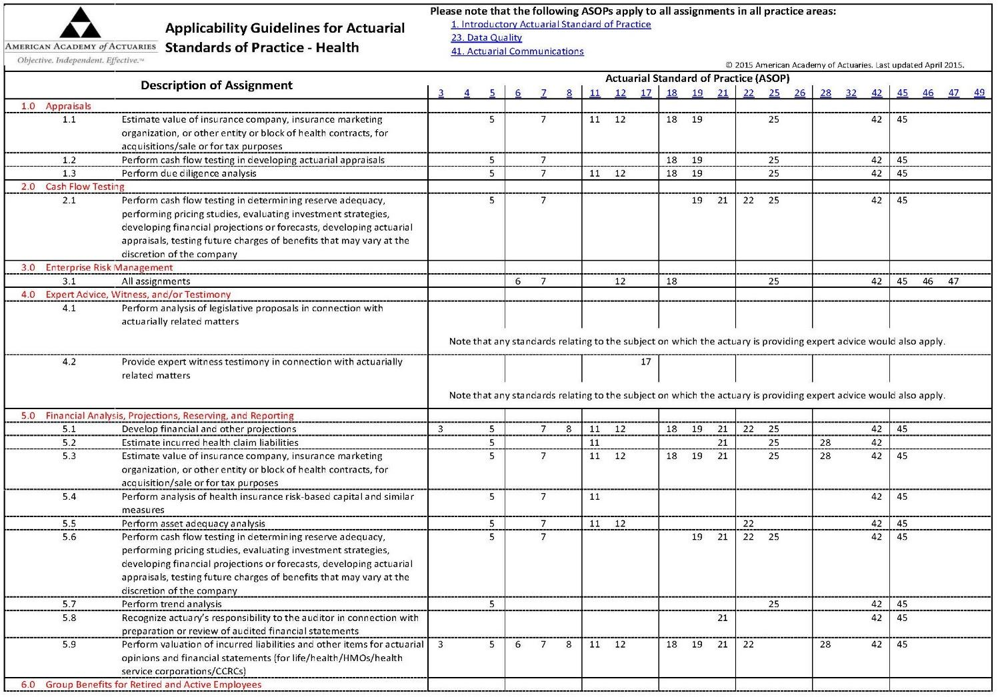 AMERICAN ACADEMY of ACTUARIES
Objective. Independent. Effective.™
Applicability Guidelines for Actuarial
Standards of Practice - Health
Please note that the following ASOPs apply to all assignments in all practice areas:
1. Introductory Actuarial Standard of Practice
23. Data Quality
41. Actuarial Communications
© 2015 American Academy of Actuaries. Last updated April 2015.
Description of Assignment
Actuarial Standard of Practice (ASOP)
3 4 5 6 7 8 11 12 17 18 19 21 22 25 26 28 32 42 45 46 47 49
1.0 Appraisals
1.1 Estimate value of insurance company, insurance marketing 5 7 11 12 18 19 25 42 45
organization, or other entity or block of health contracts, for
acquisitions/sale or for tax purposes
1.2 Perform cash flow testing in developing actuarial appraisals 5 7 18 19 25 42 45
1.3 Perform due diligence analysis 5 7 11 12 18 19 25 42 45
2.0 Cash Flow Testing
2.1 Perform cash flow testing in determining reserve adequacy, 5 7 19 21 22 25 42 45
performing pricing studies, evaluating investment strategies,
developing financial projections or forecasts, developing actuarial
appraisals, testing future charges of benefits that may vary at the
discretion of the company
3.0 Enterprise Risk Management
3.1 All assignments 6 7 12 18 25 42 45 46 47
4.0 Expert Advice, Witness, and/or Testimony
4.1 Perform analysis of legislative proposals in connection with
actuarially related matters
Note that any standards relating to the subject on which the actuary is providing expert advice would also apply.
4.2 Provide expert witness testimony in connection with actuarially 17
related matters
Note that any standards relating to the subject on which the actuary is providing expert advice would also apply.
5.0 Financial Analysis, Projections, Reserving, and Reporting
5.1 Develop financial and other projections 3 5 7 8 11 12 18 19 21 22 25 42 45
5.2 Estimate incurred health claim liabilities 5 11 21 25 28 42
5.3 Estimate value of insurance company, insurance marketing 5 7 11 12 18 19 21 25 28 42 45
organization, or other entity or block of health contracts, for
acquisition/sale or for tax purposes
5.4 Perform analysis of health insurance risk-based capital and similar 5 7 11 42 45
measures
5.5 Perform asset adequacy analysis 5 7 11 12 22 42 45
5.6 Perform cash flow testing in determining reserve adequacy, 5 7 19 21 22 25 42 45
performing pricing studies, evaluating investment strategies,
developing financial projections or forecasts, developing actuarial
appraisals, testing future charges of benefits that may vary at the
discretion of the company
5.7 Perform trend analysis 5 25 42 45
5.8 Recognize actuary's responsibility to the auditor in connection with 21 42 45
preparation or review of audited financial statements
5.9 Perform valuation of incurred liabilities and other items for actuarial 3 5 6 7 8 11 12 18 19 21 22 28 42 45
opinions and financial statements (for life/health/HMOs/health
service corporations/CCRCs)
6.0 Group Benefits for Retired and Active Employees